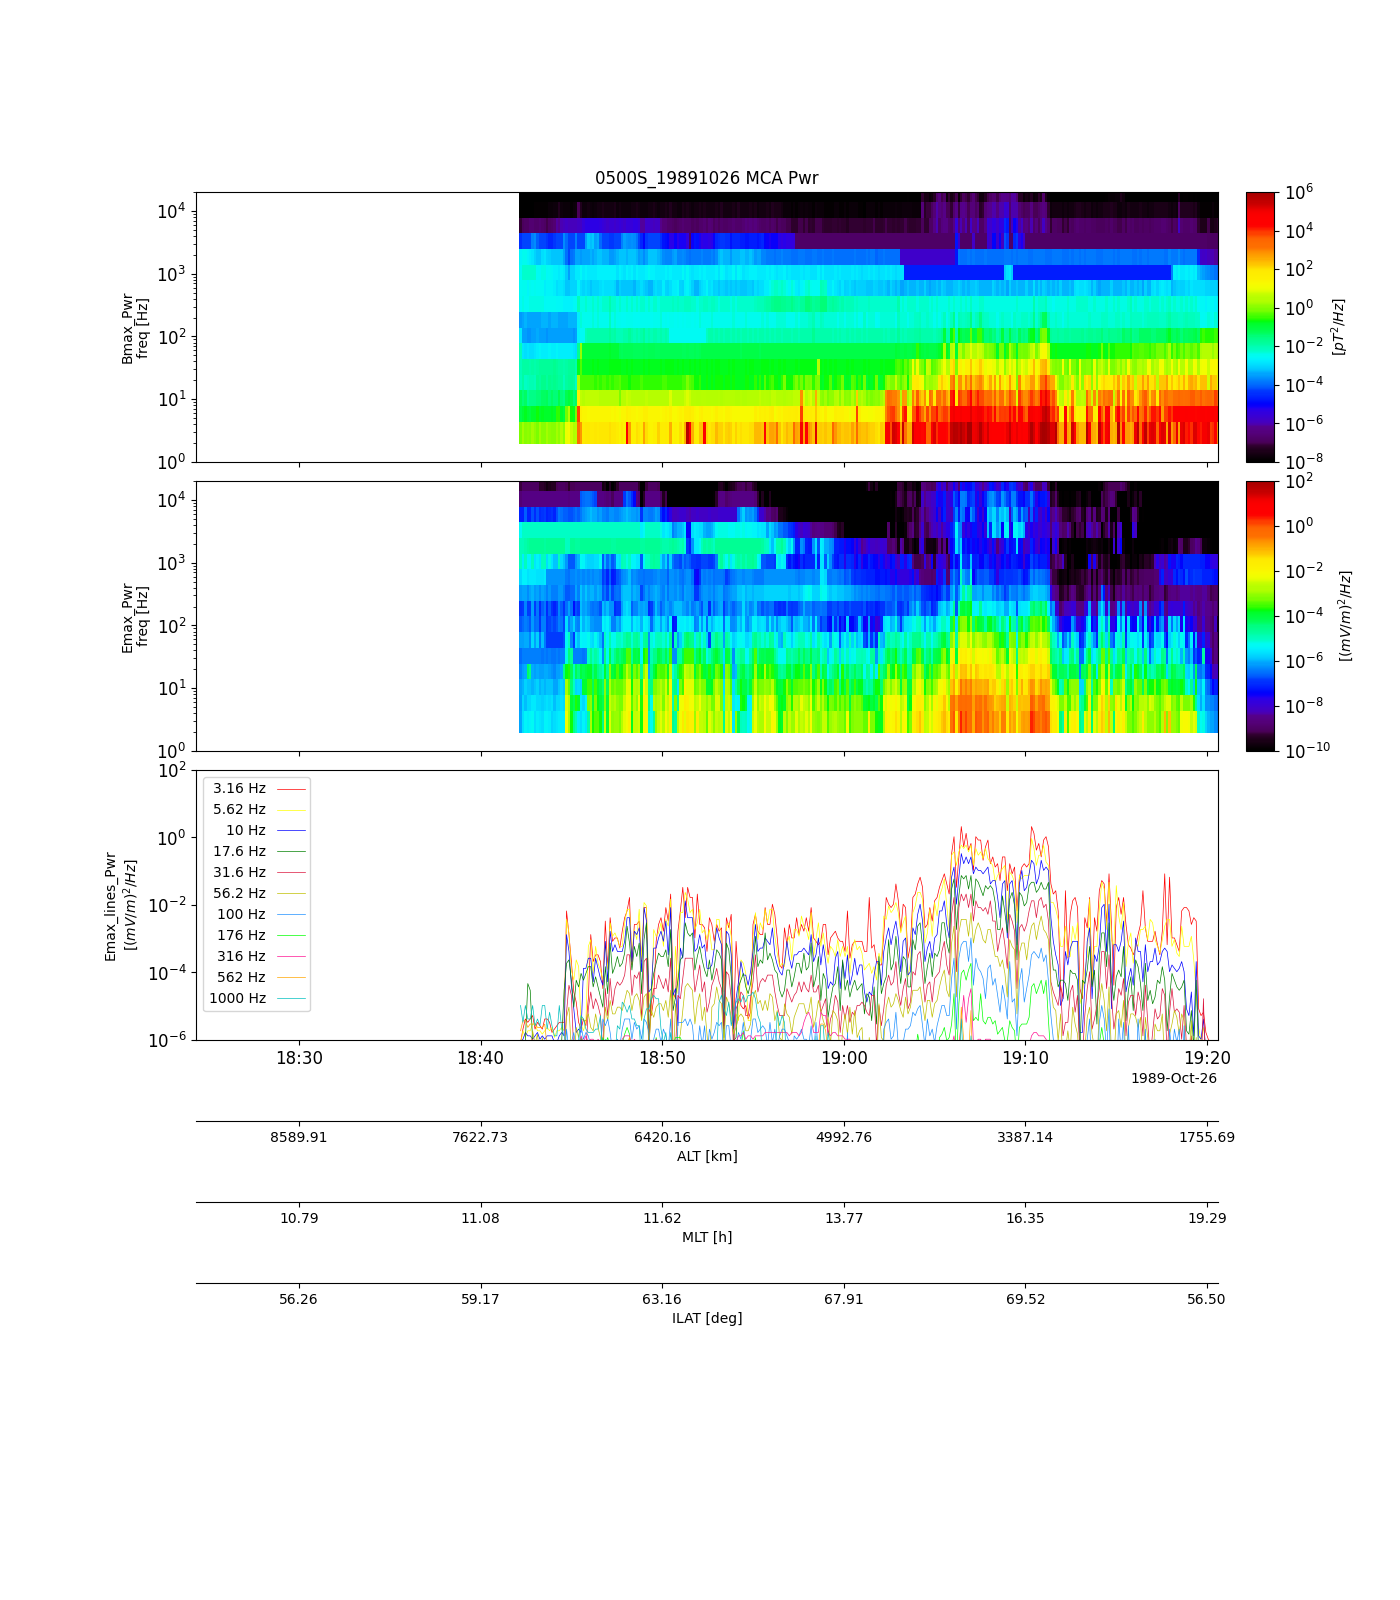 0500S_19891026 MCA Pwr
10^4
10^3
10^2
10^1
10^0
Bmax_Pwr
freq [Hz]
10^6
10^4
10^2
10^0
10^-2
10^-4
10^-6
10^-8
[pT^2/Hz]
10^4
10^3
10^2
10^1
10^0
Emax_Pwr
freq [Hz]
10^2
10^0
10^-2
10^-4
10^-6
10^-8
10^-10
[(mV/m)^2/Hz]
10^2
10^0
10^-2
10^-4
10^-6
Emax_lines_Pwr
[(mV/m)^2/Hz]
3.16 Hz
5.62 Hz
10 Hz
17.6 Hz
31.6 Hz
56.2 Hz
100 Hz
176 Hz
316 Hz
562 Hz
1000 Hz
18:30 18:40 18:50 19:00 19:10 19:20
1989-Oct-26
8589.91 7622.73 6420.16 4992.76 3387.14 1755.69
ALT [km]
10.79 11.08 11.62 13.77 16.35 19.29
MLT [h]
56.26 59.17 63.16 67.91 69.52 56.50
ILAT [deg]